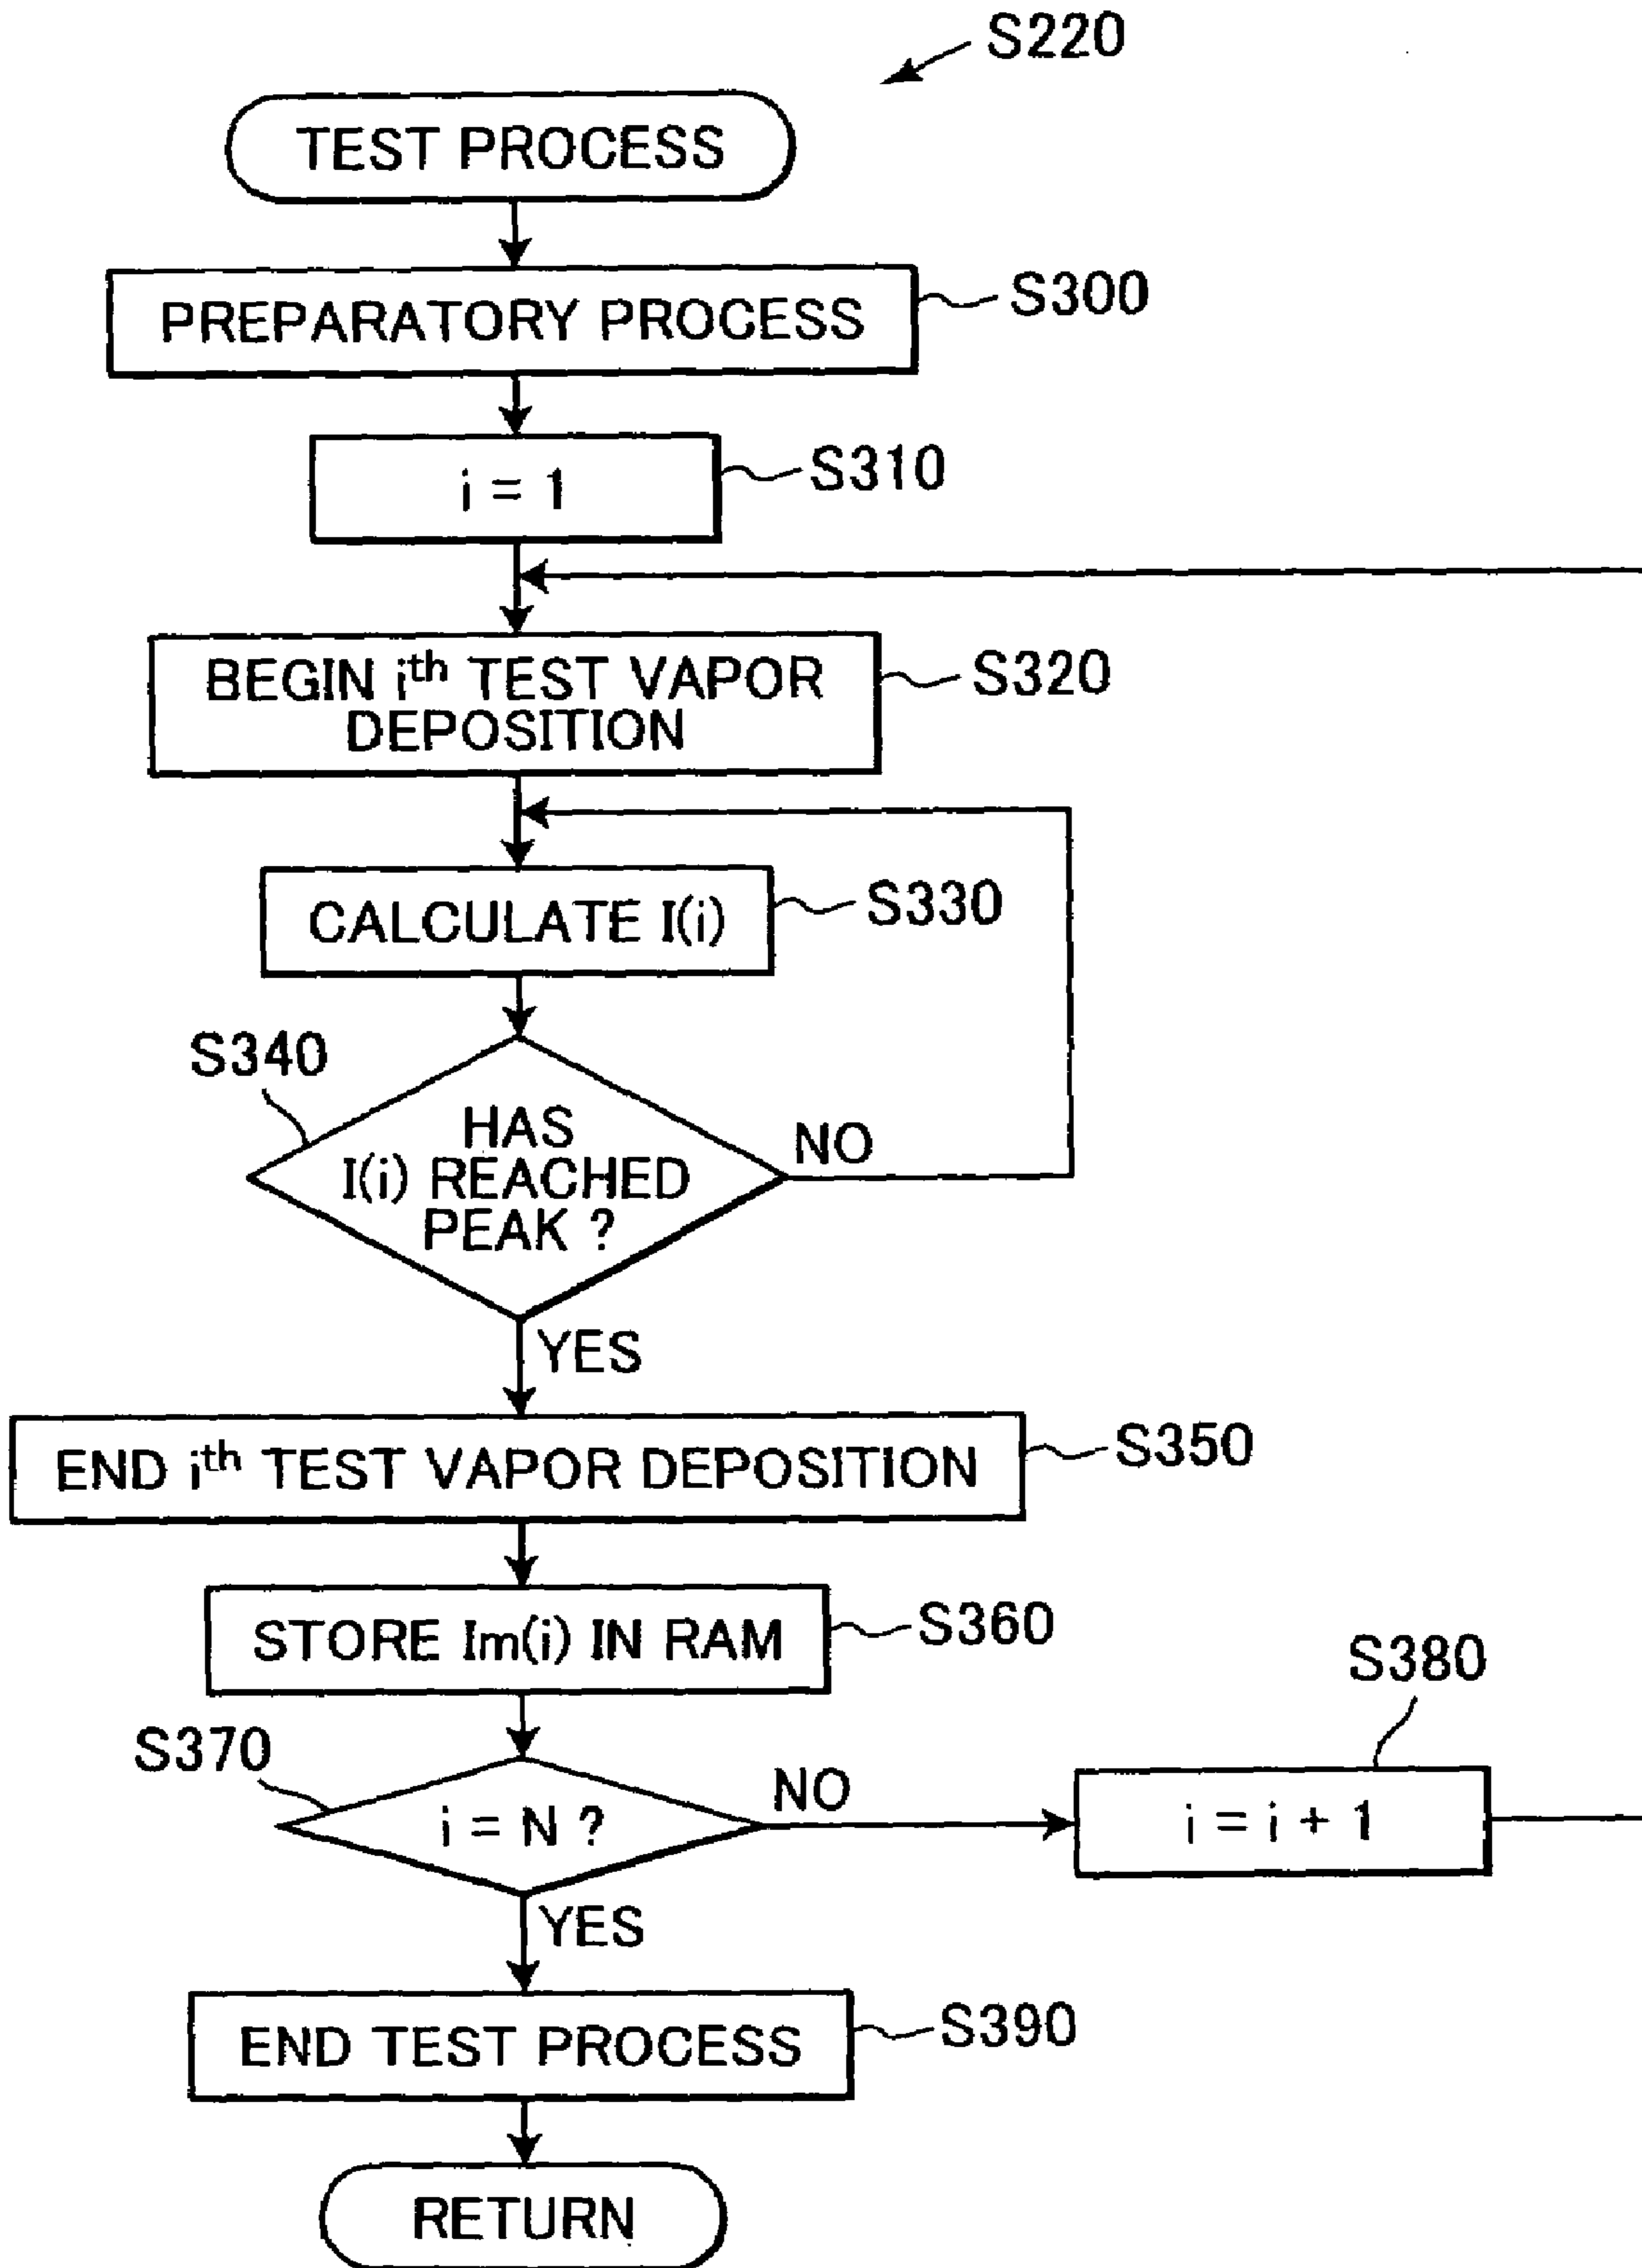 S220
TEST PROCESS
PREPARATORY PROCESS
S300
i = 1
S310
BEGIN iᵗʰ TEST VAPOR
DEPOSITION
S320
CALCULATE I(i)
S330
S340
HAS
I(i) REACHED
PEAK ?
NO
YES
END iᵗʰ TEST VAPOR DEPOSITION
S350
STORE Im(i) IN RAM
S360
S370
i = N ?
NO
S380
i = i + 1
YES
END TEST PROCESS
S390
RETURN